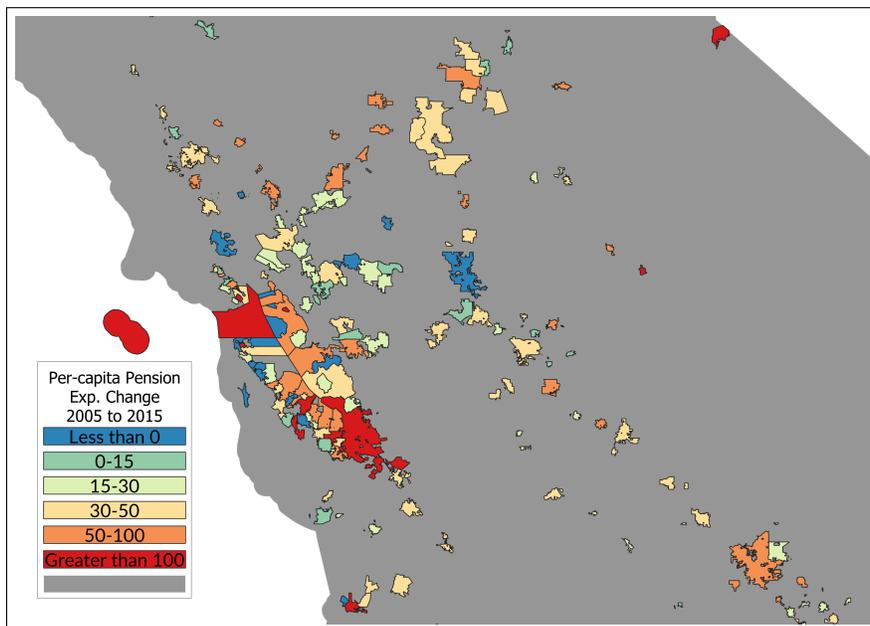 Per-capita Pension
Exp. Change
2005 to 2015
Less than 0
0-15
15-30
30-50
50-100
Greater than 100